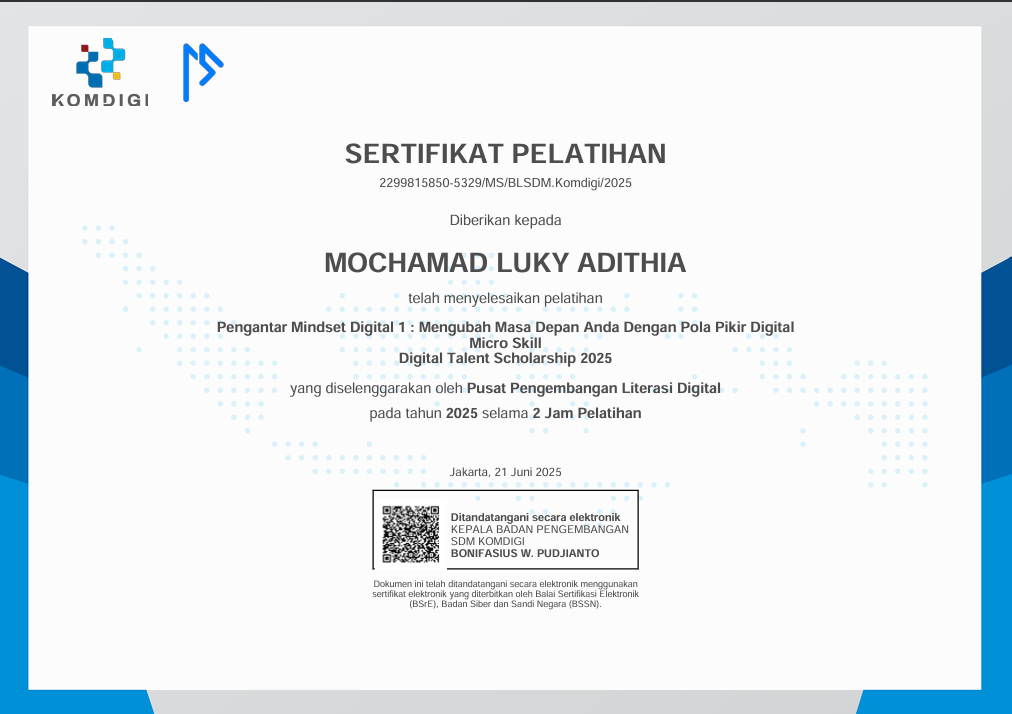 KOMDIGI
SERTIFIKAT PELATIHAN
2299815850-5329/MS/BLSDM.Komdigi/2025
Diberikan kepada
MOCHAMAD LUKY ADITHIA
telah menyelesaikan pelatihan
Pengantar Mindset Digital 1 : Mengubah Masa Depan Anda Dengan Pola Pikir Digital
Micro Skill
Digital Talent Scholarship 2025
yang diselenggarakan oleh Pusat Pengembangan Literasi Digital
pada tahun 2025 selama 2 Jam Pelatihan
Jakarta, 21 Juni 2025
Ditandatangani secara elektronik
KEPALA BADAN PENGEMBANGAN
SDM KOMDIGI
BONIFASIUS W. PUDJIANTO
Dokumen ini telah ditandatangani secara elektronik menggunakan
sertifikat elektronik yang diterbitkan oleh Balai Sertifikasi Elektronik
(BSrE), Badan Siber dan Sandi Negara (BSSN).